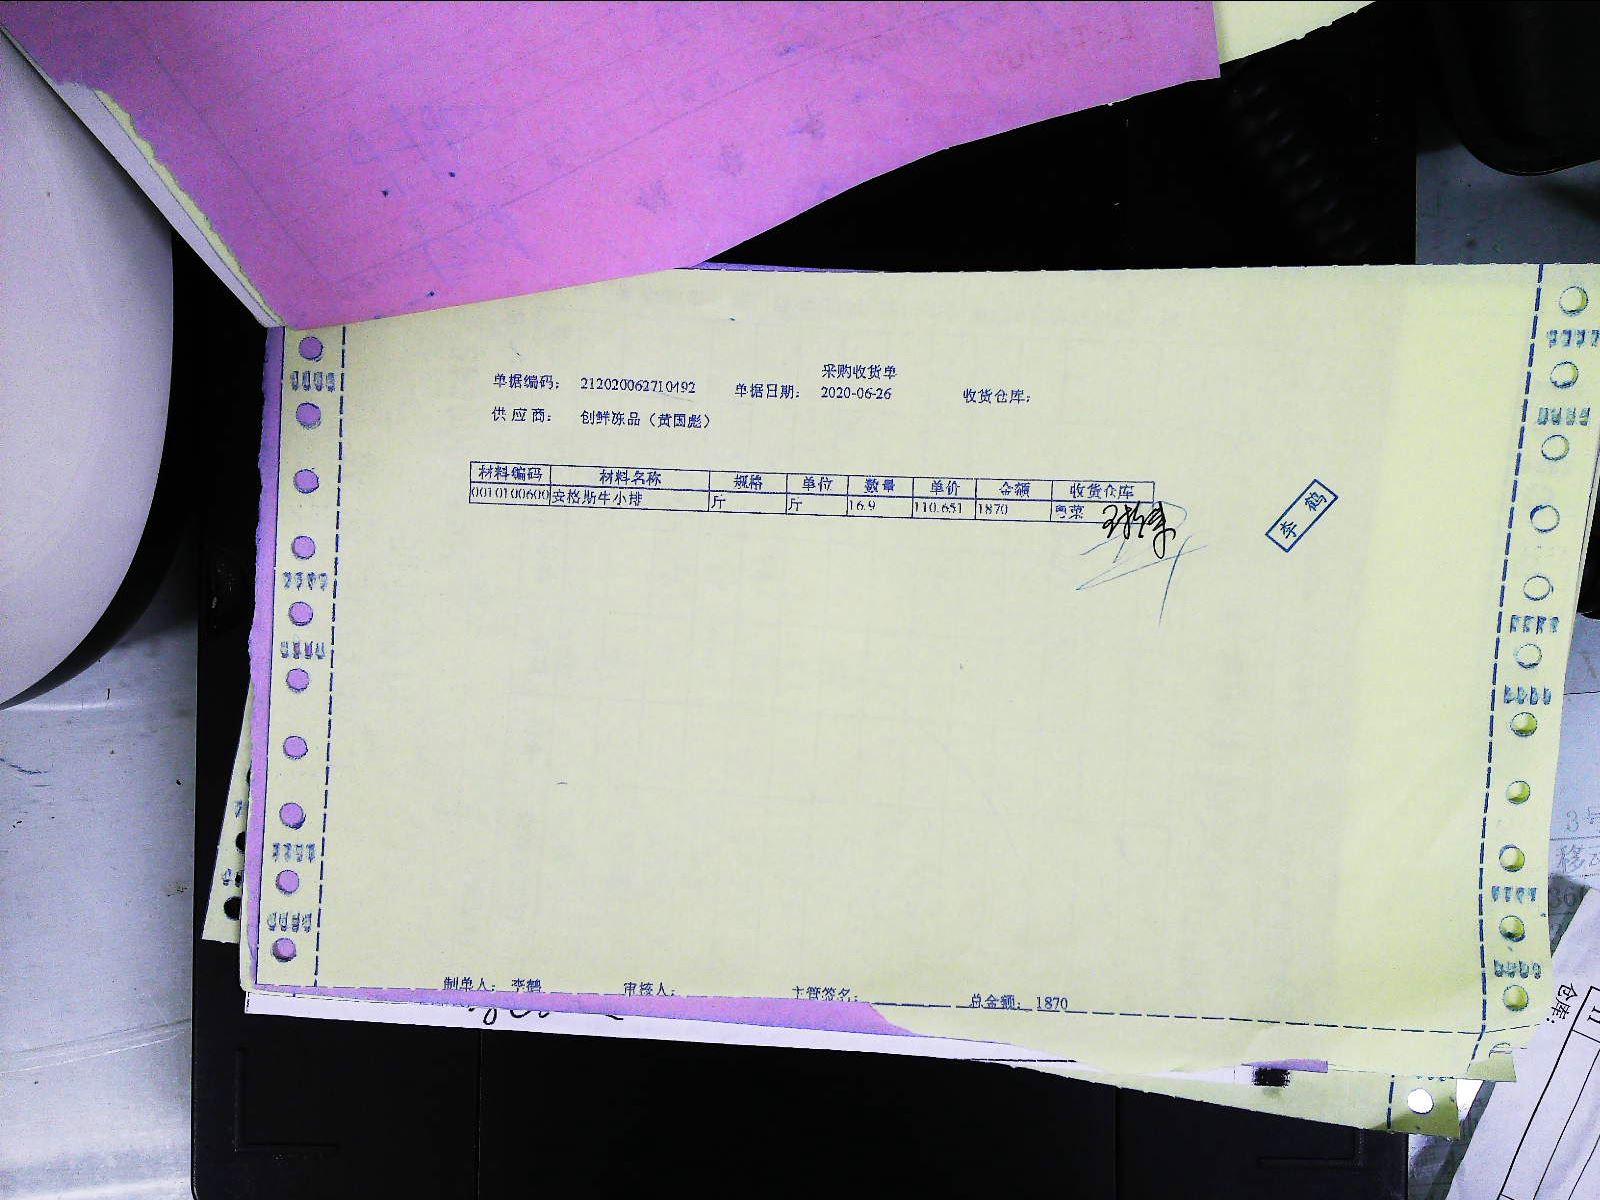 采购收货单
单据编码: 212020062710492 单据日期: 2020-06-26 收货仓库:
供应商: 创鲜冻品(黄国彪)
材料编码 材料名称 规格 单位 数量 单价 金额 收货仓库
0010100600 安格斯牛小排 斤 斤 16.9 110.651 1870 粤菜
李鹤
制单人: 李鹤 审核人: 主管签名: 总金额: 1870
仓库: